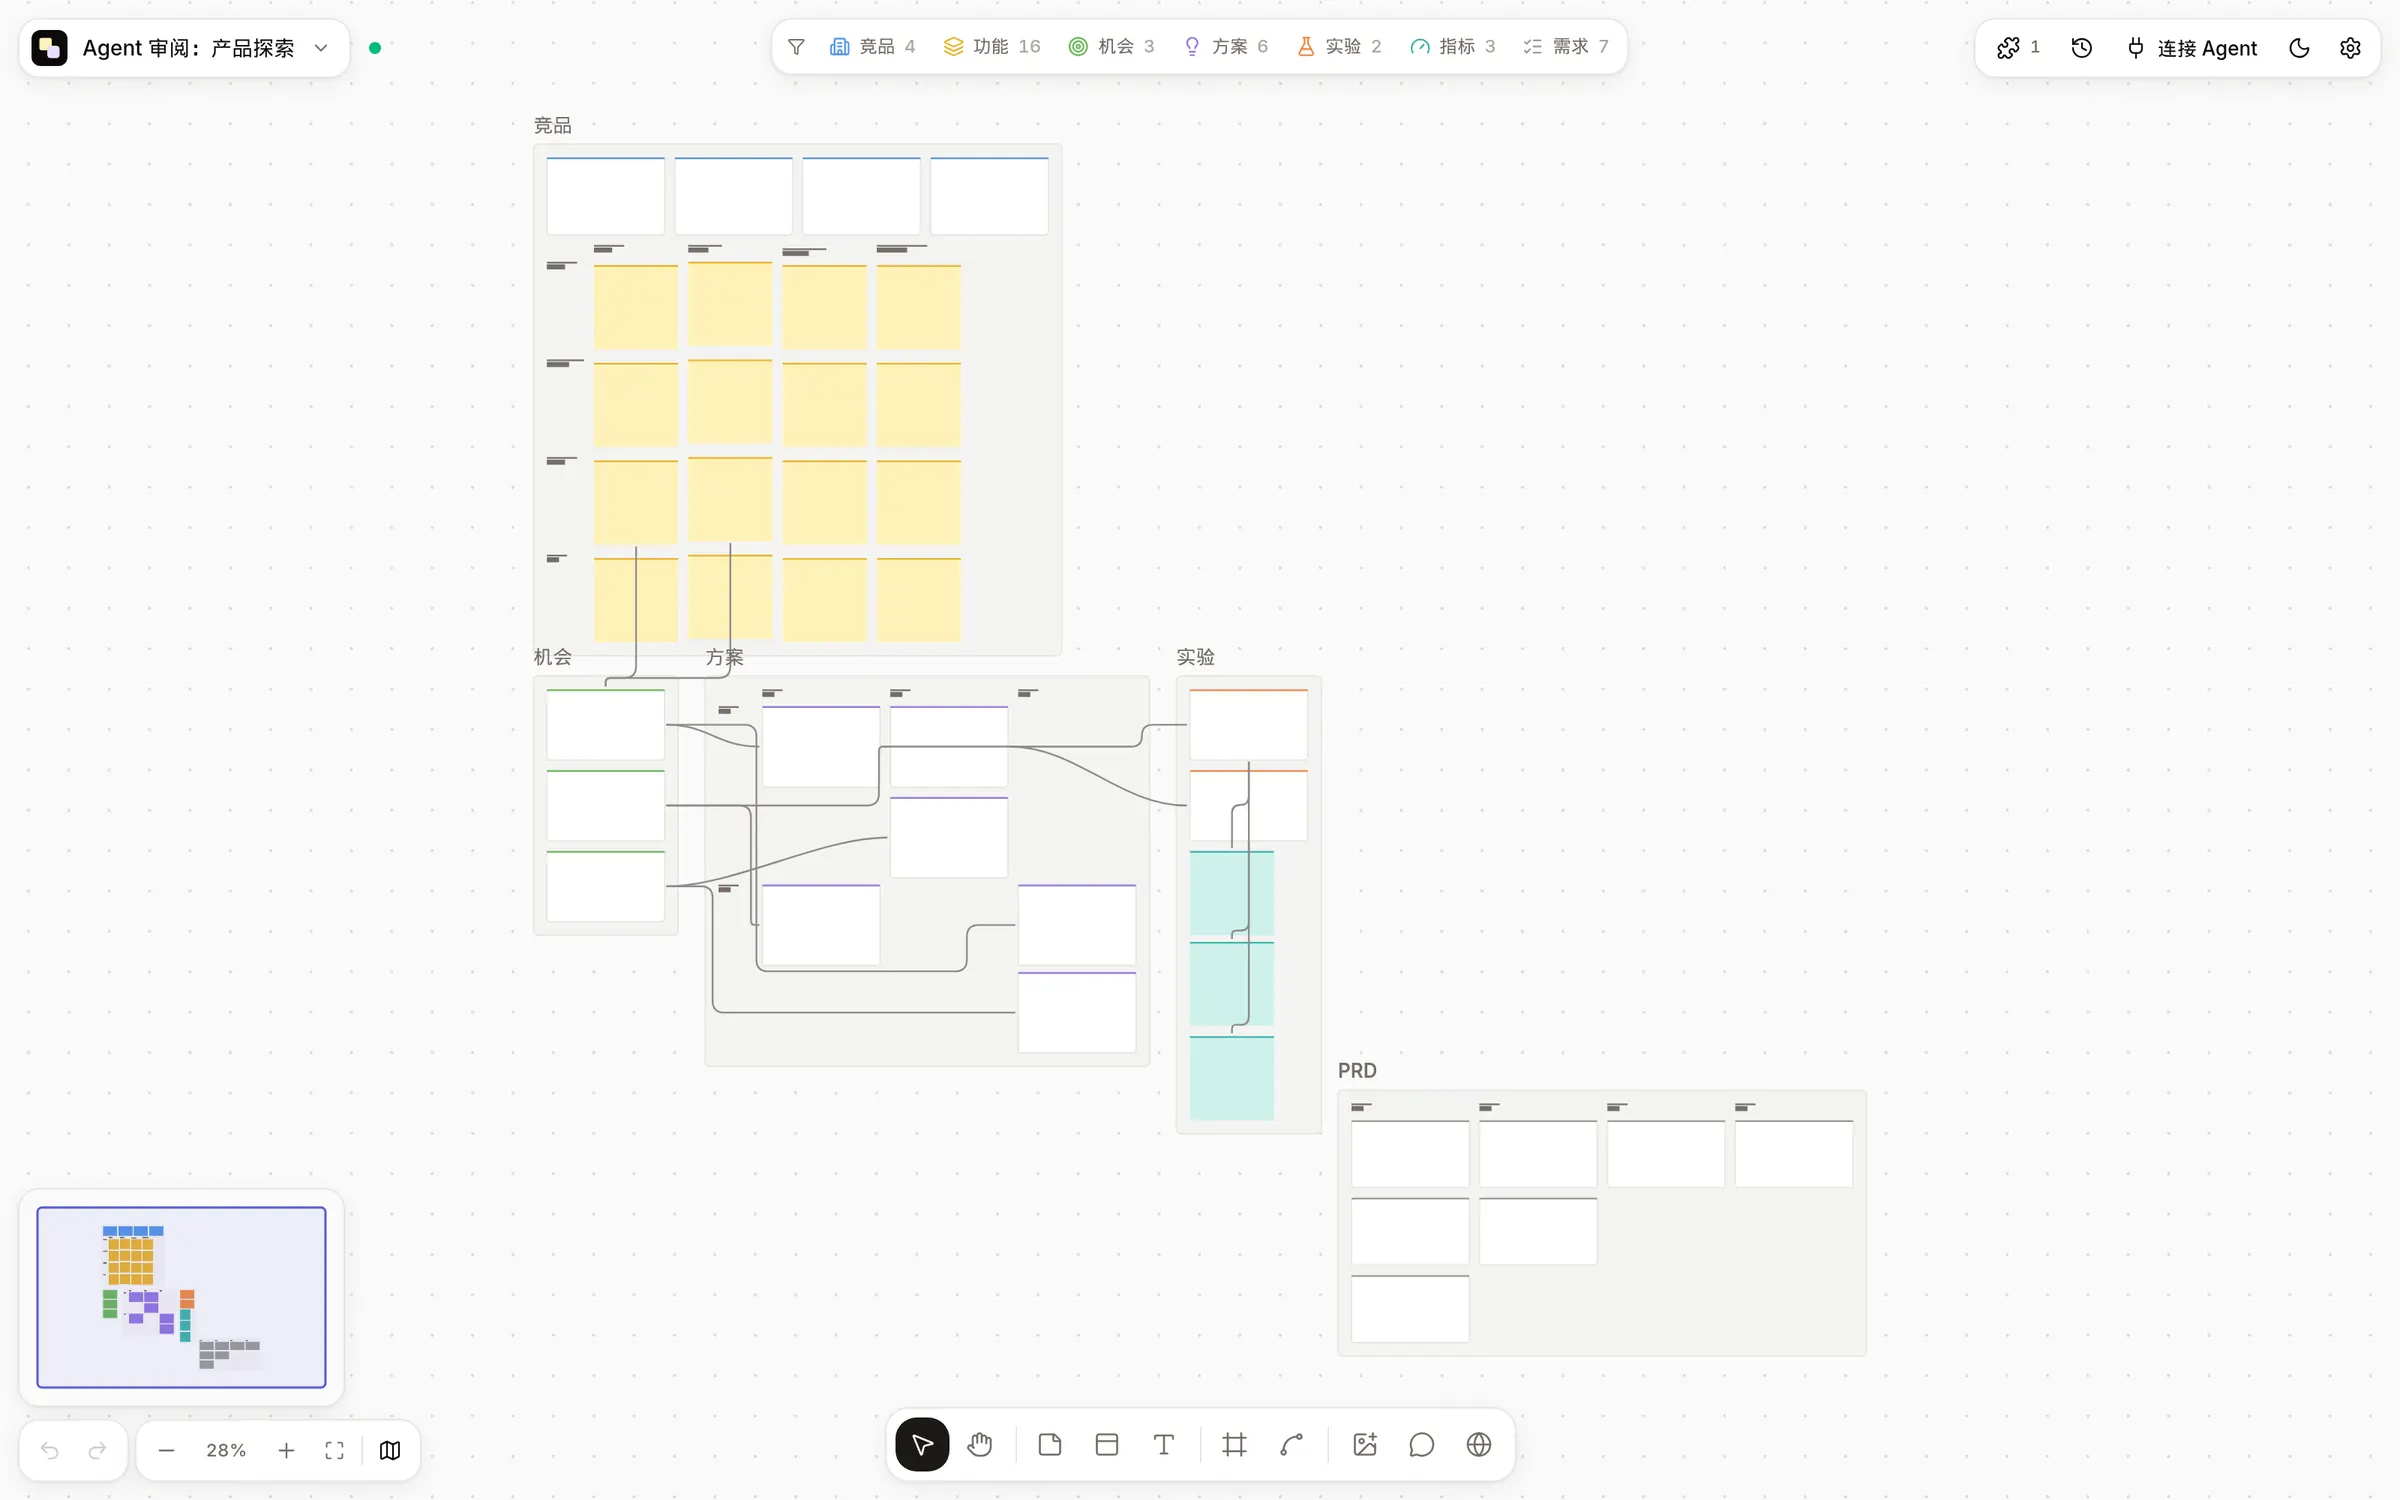 Agent 审阅：产品探索
竞品 4
功能 16
机会 3
方案 6
实验 2
指标 3
需求 7
1
连接 Agent
竞品
机会
方案
实验
PRD
28%